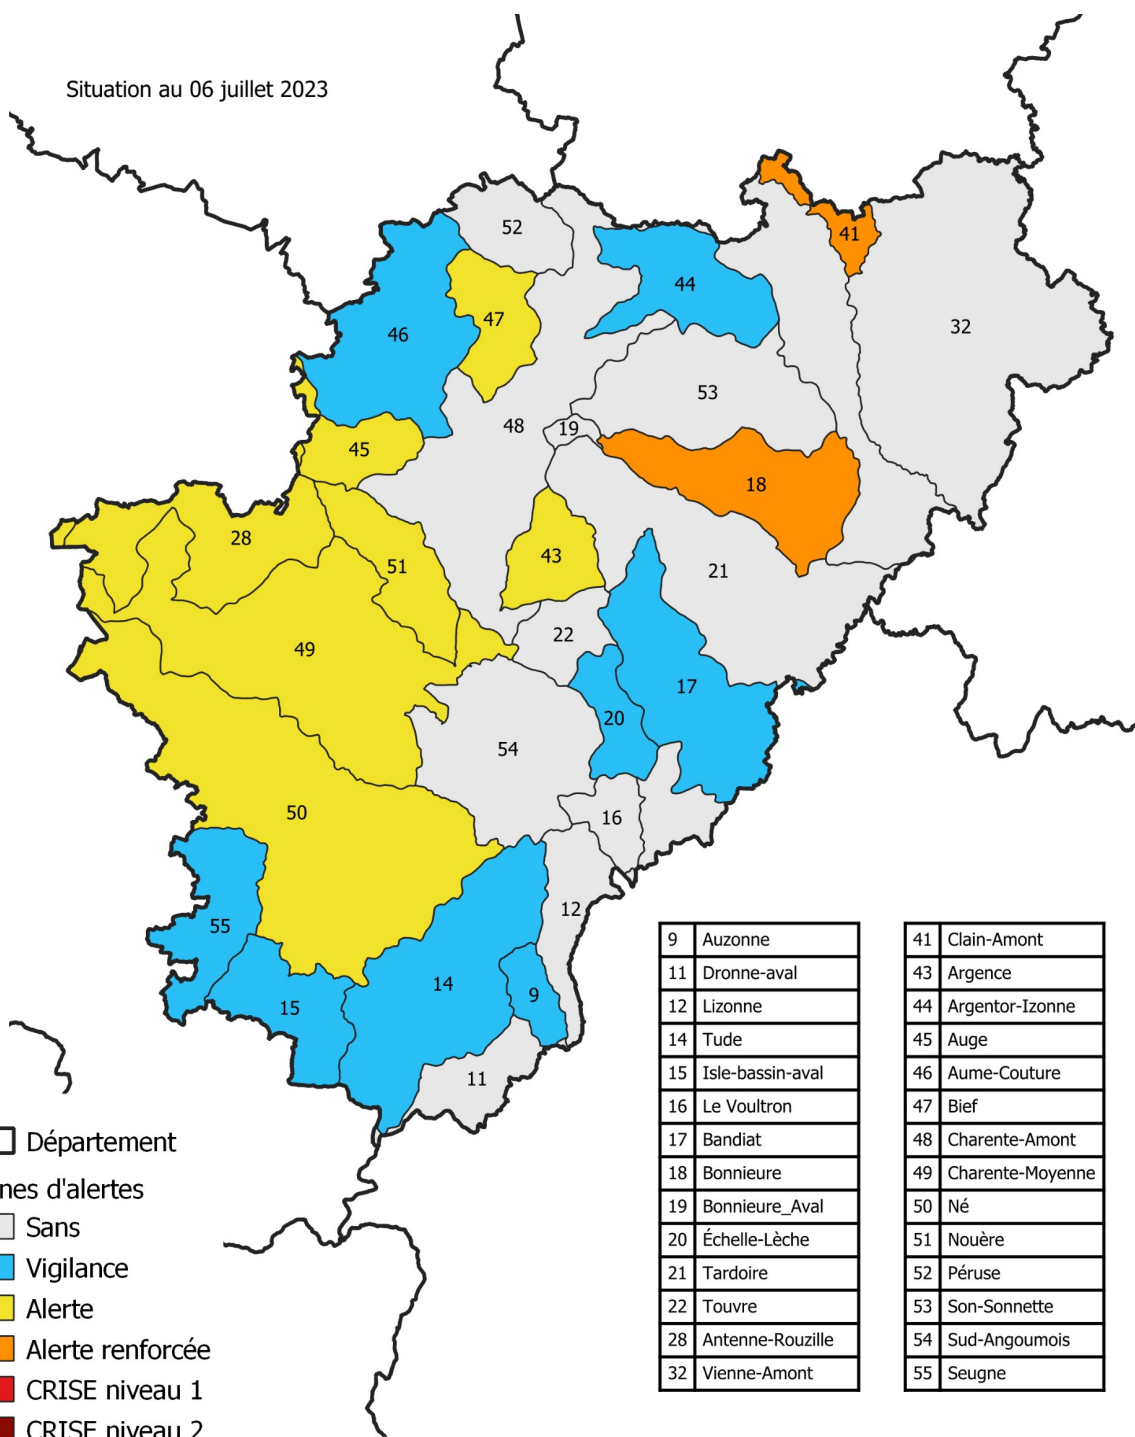 Situation au 06 juillet 2023
52
41
44
47
32
46
53
48
19
45
18
28
43
51
21
22
49
17
20
54
50
16
12
55
14
9
15
11
9 Auzonne
11 Dronne-aval
12 Lizonne
14 Tude
15 Isle-bassin-aval
16 Le Voultron
17 Bandiat
18 Bonnieure
19 Bonnieure_Aval
20 Échelle-Lèche
21 Tardoire
22 Touvre
28 Antenne-Rouzille
32 Vienne-Amont
41 Clain-Amont
43 Argence
44 Argentor-Izonne
45 Auge
46 Aume-Couture
47 Bief
48 Charente-Amont
49 Charente-Moyenne
50 Né
51 Nouère
52 Péruse
53 Son-Sonnette
54 Sud-Angoumois
55 Seugne
Département
nes d'alertes
Sans
Vigilance
Alerte
Alerte renforcée
CRISE niveau 1
CRISE niveau 2